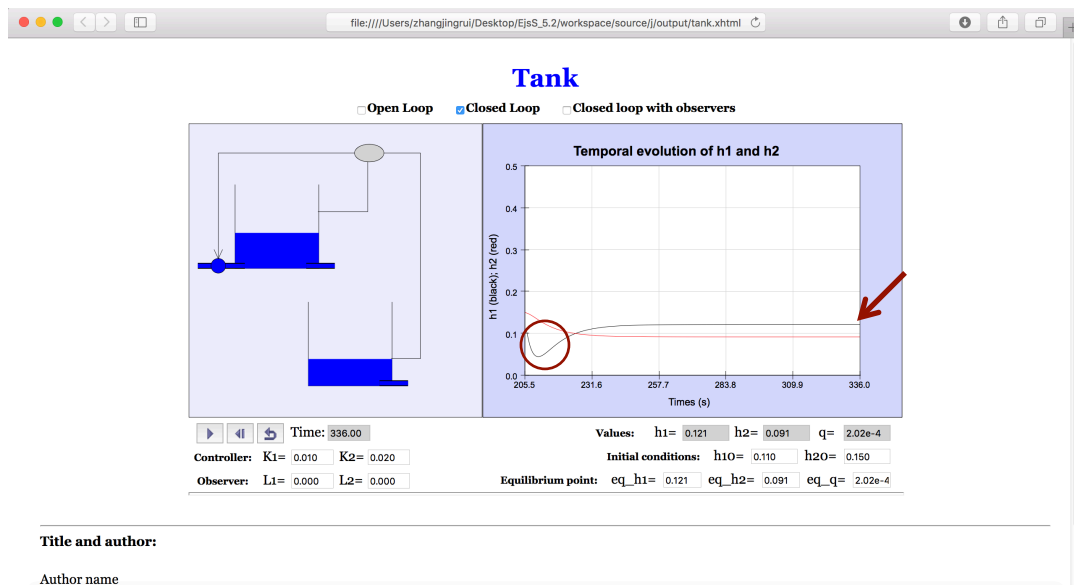 file:////Users/zhangjingrui/Desktop/EjsS_5.2/workspace/source/j/output/tank.xhtml
Tank
Open Loop Closed Loop Closed loop with observers
Temporal evolution of h1 and h2
h1 (black); h2 (red)
0.5
0.4
0.3
0.2
0.1
0.0
205.5 231.6 257.7 283.8 309.9 336.0
Times (s)
Time: 336.00 Values: h1= 0.121 h2= 0.091 q= 2.02e-4
Controller: K1= 0.010 K2= 0.020 Initial conditions: h10= 0.110 h20= 0.150
Observer: L1= 0.000 L2= 0.000 Equilibrium point: eq_h1= 0.121 eq_h2= 0.091 eq_q= 2.02e-4
Title and author:
Author name